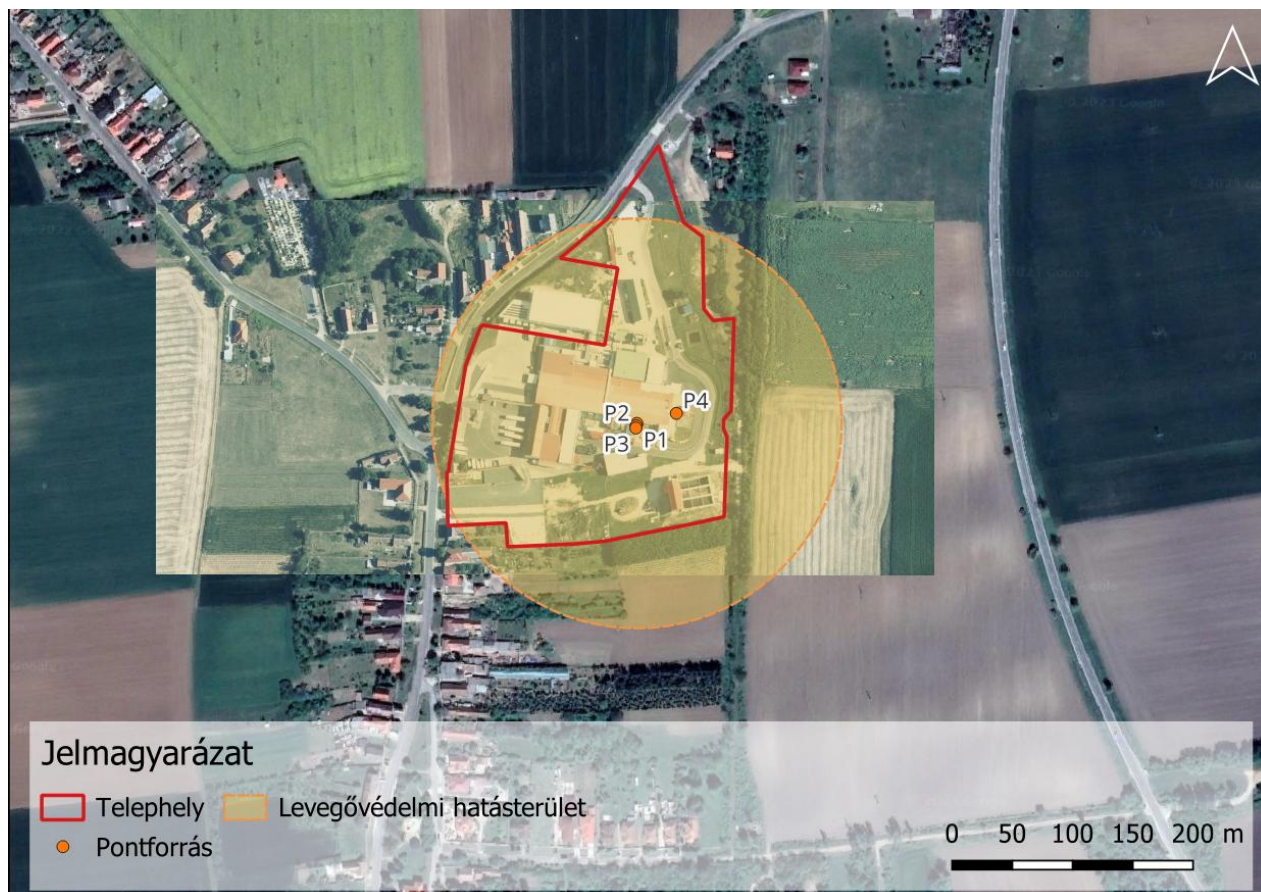 P2
P4
P3
P1
Jelmagyarázat
Telephely
Levegővédelmi hatásterület
Pontforrás
0 50 100 150 200 m